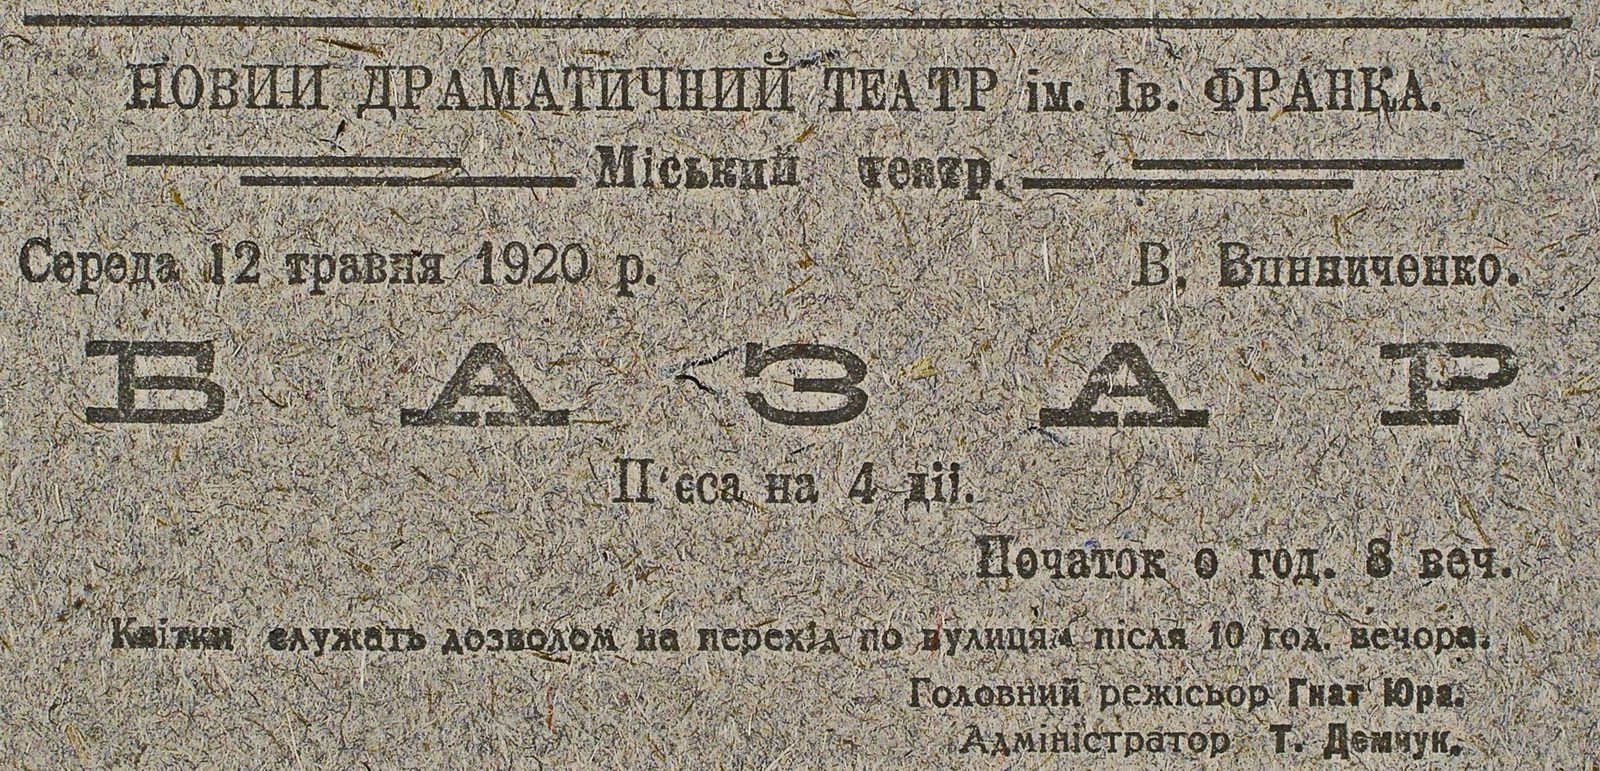 НОВИЙ ДРАМАТИЧНИЙ ТЕАТР ім. Ів. ФРАНКА.
Міський театр.
Середа 12 травня 1920 р.
В. Винниченко.
БАЗАР
П'єса на 4 дії.
Початок о год. 8 веч.
Квітки служать дозволом на перехід по вулицям після 10 год. вечора.
Головний режісьор Гнат Юра.
Адміністратор Т. Демчук.